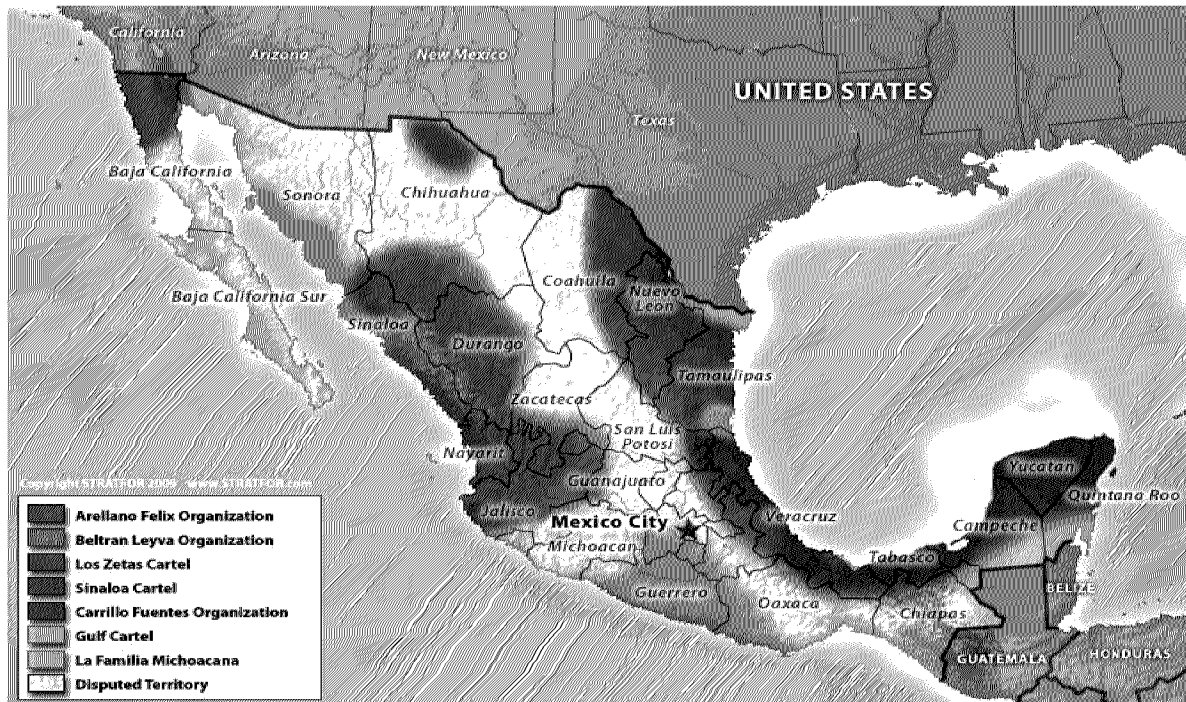 California
Arizona
New Mexico
UNITED STATES
Texas
Baja California
Sonora
Chihuahua
Coahuila
Nuevo
León
Baja California Sur
Sinaloa
Durango
Tamaulipas
Zacatecas
San Luis
Potosí
Nayarit
Guanajuato
Yucatan
Quintana Roo
Copyright STRATFOR 2009 www.STRATFOR.com
Jalisco
Mexico City
Veracruz
Campeche
Michoacan
Tabasco
Guerrero
Oaxaca
Chiapas
BELIZE
GUATEMALA
HONDURAS
Arellano Felix Organization
Beltran Leyva Organization
Los Zetas Cartel
Sinaloa Cartel
Carrillo Fuentes Organization
Gulf Cartel
La Familia Michoacana
Disputed Territory